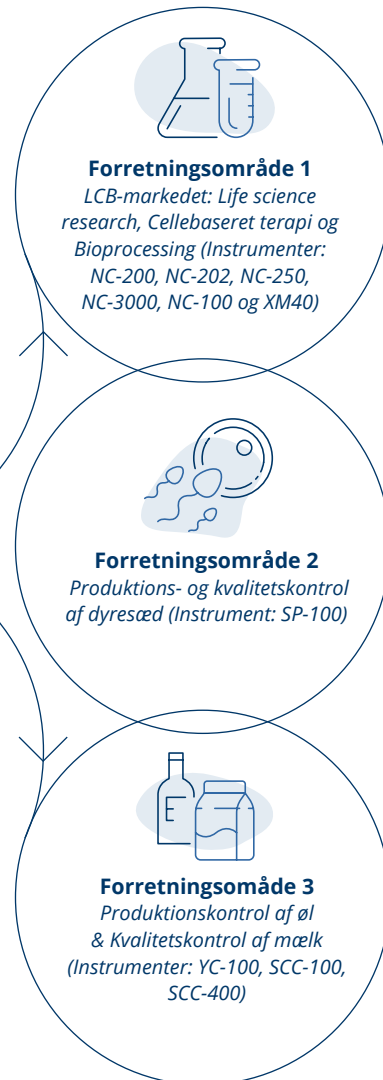 Forretningsområde 1
LCB-markedet: Life science
research, Cellebaseret terapi og
Bioprocessing (Instrumenter:
NC-200, NC-202, NC-250,
NC-3000, NC-100 og XM40)
Forretningsområde 2
Produktions- og kvalitetskontrol
af dyresæd (Instrument: SP-100)
Forretningsomåde 3
Produktionskontrol af øl
& Kvalitetskontrol af mælk
(Instrumenter: YC-100, SCC-100,
SCC-400)